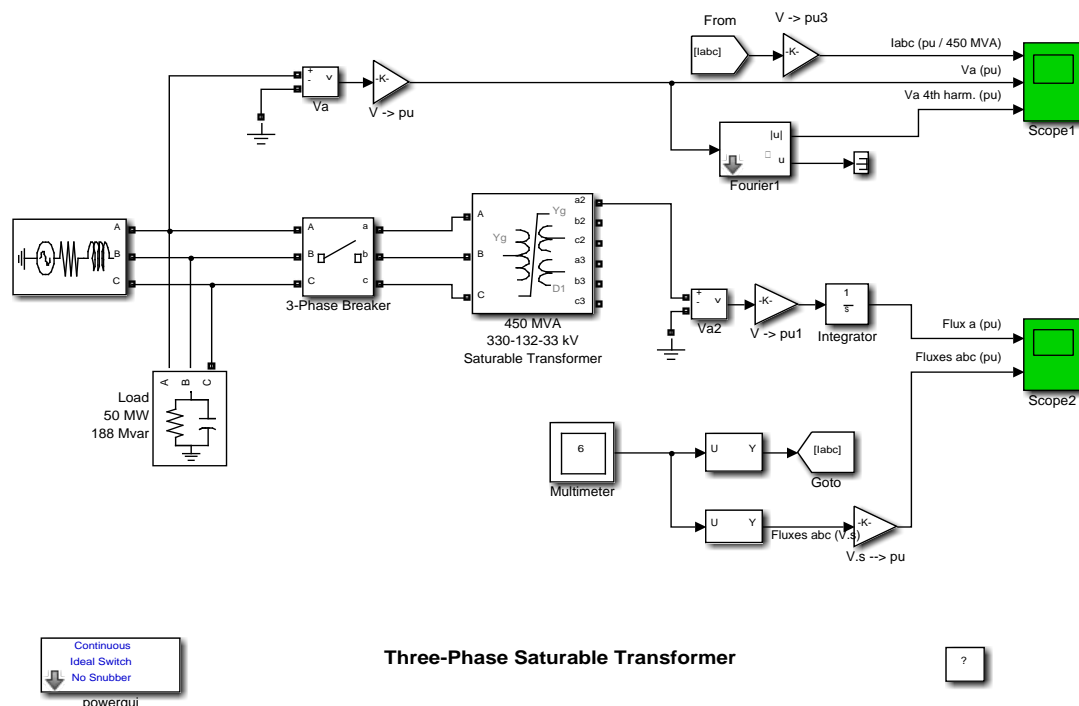 From
V -> pu3
[Iabc]
-K-
Iabc (pu / 450 MVA)
Va (pu)
Va 4th harm. (pu)
Scope1
+
-
v
Va
-K-
V -> pu
|u|
u
Fourier1
A
B
C
A
B
C
a
b
c
3-Phase Breaker
A
B
C
Yg
Yg
D1
a2
b2
c2
a3
b3
c3
450 MVA
330-132-33 kV
Saturable Transformer
+
-
v
Va2
-K-
V -> pu1
1
s
Integrator
Flux a (pu)
Fluxes abc (pu)
Scope2
A
B
C
Load
50 MW
188 Mvar
6
Multimeter
U
Y
[Iabc]
Goto
U
Y
Fluxes abc (V.s)
-K-
V.s --> pu
Continuous
Ideal Switch
No Snubber
powergui
Three-Phase Saturable Transformer
?